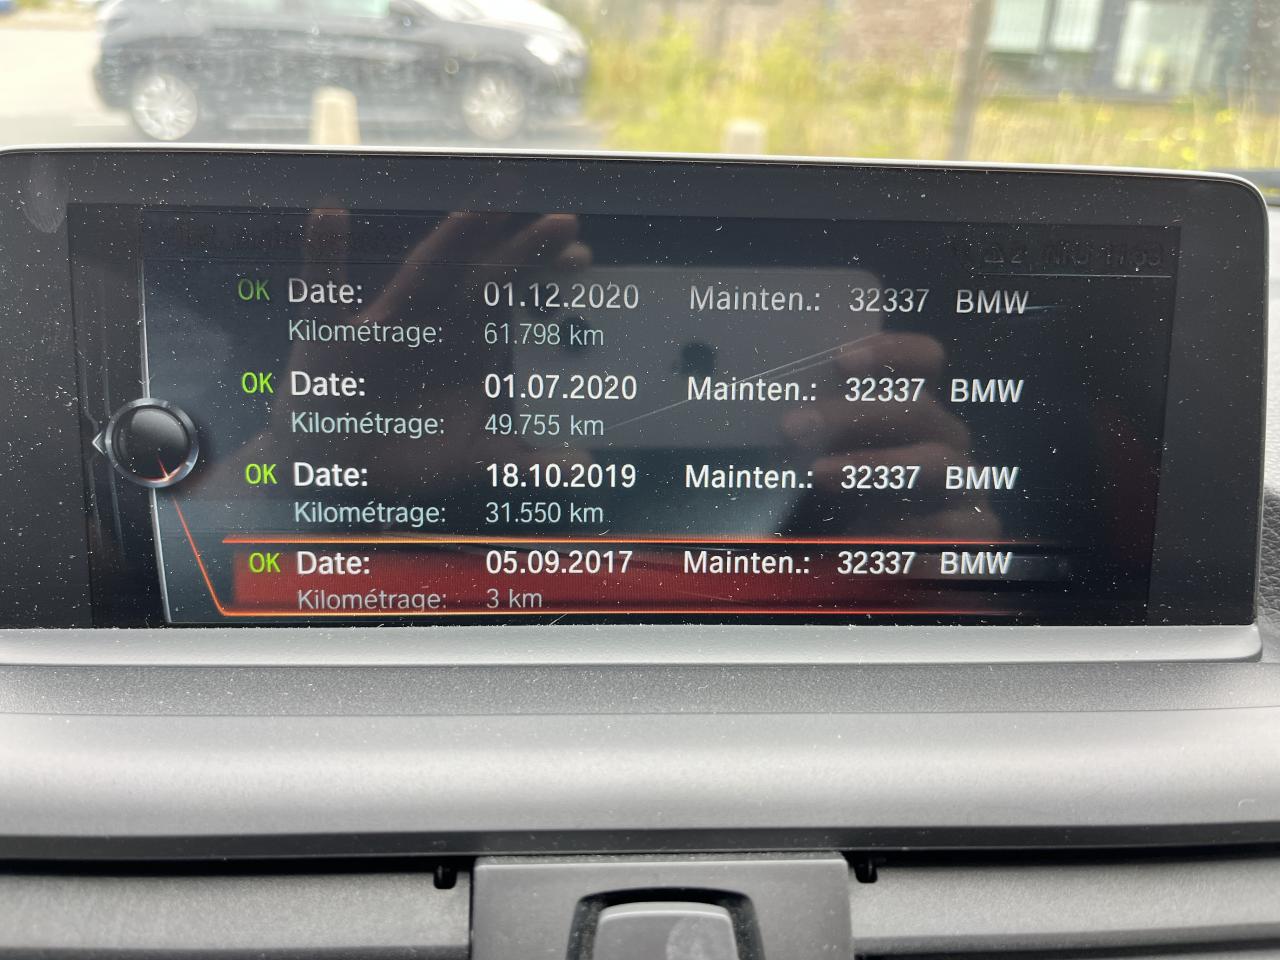 OK Date: 01.12.2020 Mainten.: 32337 BMW
Kilométrage: 61.798 km
OK Date: 01.07.2020 Mainten.: 32337 BMW
Kilométrage: 49.755 km
OK Date: 18.10.2019 Mainten.: 32337 BMW
Kilométrage: 31.550 km
OK Date: 05.09.2017 Mainten.: 32337 BMW
Kilométrage: 3 km